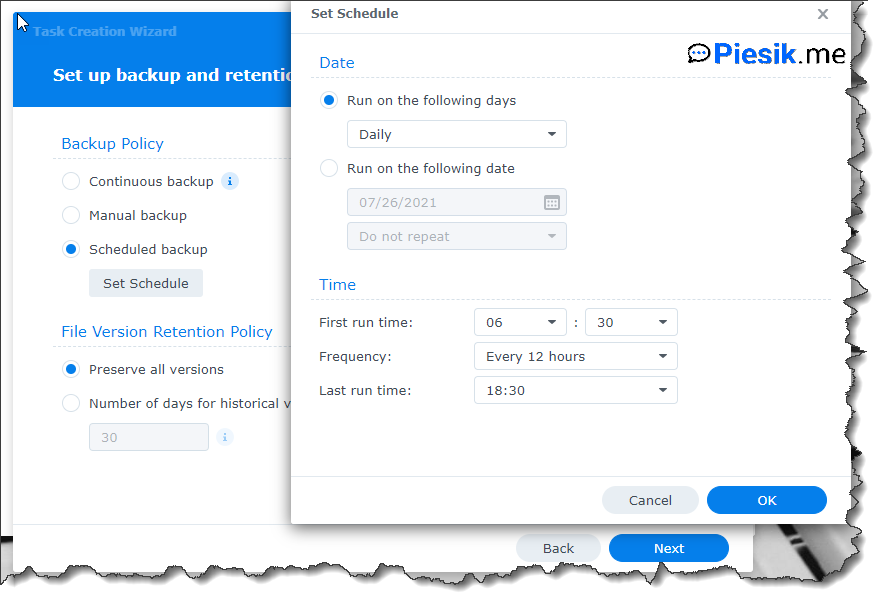 Task Creation Wizard
Set up backup and retentio
Backup Policy
Continuous backup
Manual backup
Scheduled backup
Set Schedule
File Version Retention Policy
Preserve all versions
Number of days for historical v
30
Back
Next
Set Schedule
Piesik.me
Date
Run on the following days
Daily
Run on the following date
07/26/2021
Do not repeat
Time
First run time: 06 : 30
Frequency: Every 12 hours
Last run time: 18:30
Cancel
OK